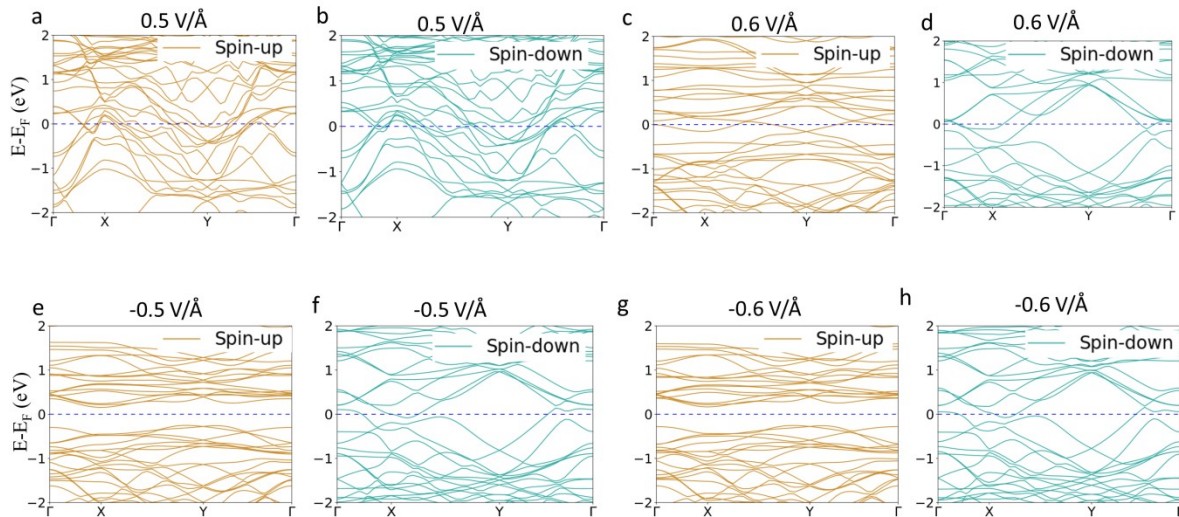 a
0.5 V/Å
b
0.5 V/Å
c
0.6 V/Å
d
0.6 V/Å
E-E_F (eV)
2
1
0
−1
−2
Spin-up
Γ X Y Γ
2
1
0
−1
−2
Spin-down
Γ X Y Γ
2
1
0
−1
−2
Spin-up
Γ X Y Γ
2
1
0
−1
−2
Spin-down
Γ X Y Γ
e
-0.5 V/Å
f
-0.5 V/Å
g
-0.6 V/Å
h
-0.6 V/Å
E-E_F (eV)
2
1
0
−1
−2
Spin-up
Γ X Y Γ
2
1
0
−1
−2
Spin-down
Γ X Y Γ
2
1
0
−1
−2
Spin-up
Γ X Y Γ
2
1
0
−1
−2
Spin-down
Γ X Y Γ